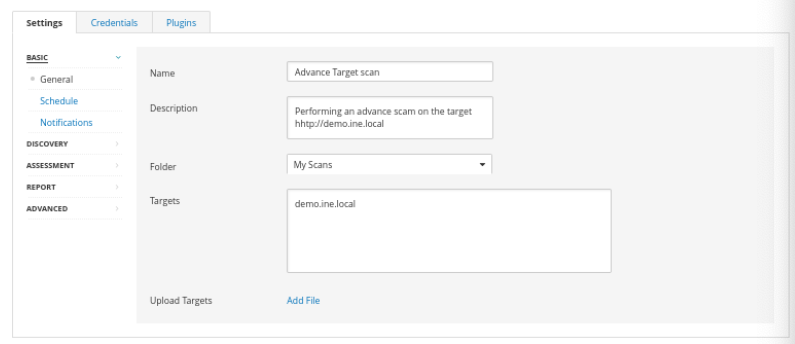 Settings
Credentials
Plugins
BASIC
General
Schedule
Notifications
DISCOVERY
ASSESSMENT
REPORT
ADVANCED
Name
Advance Target scan
Description
Performing an advance scam on the target
hhtp://demo.ine.local
Folder
My Scans
Targets
demo.ine.local
Upload Targets
Add File